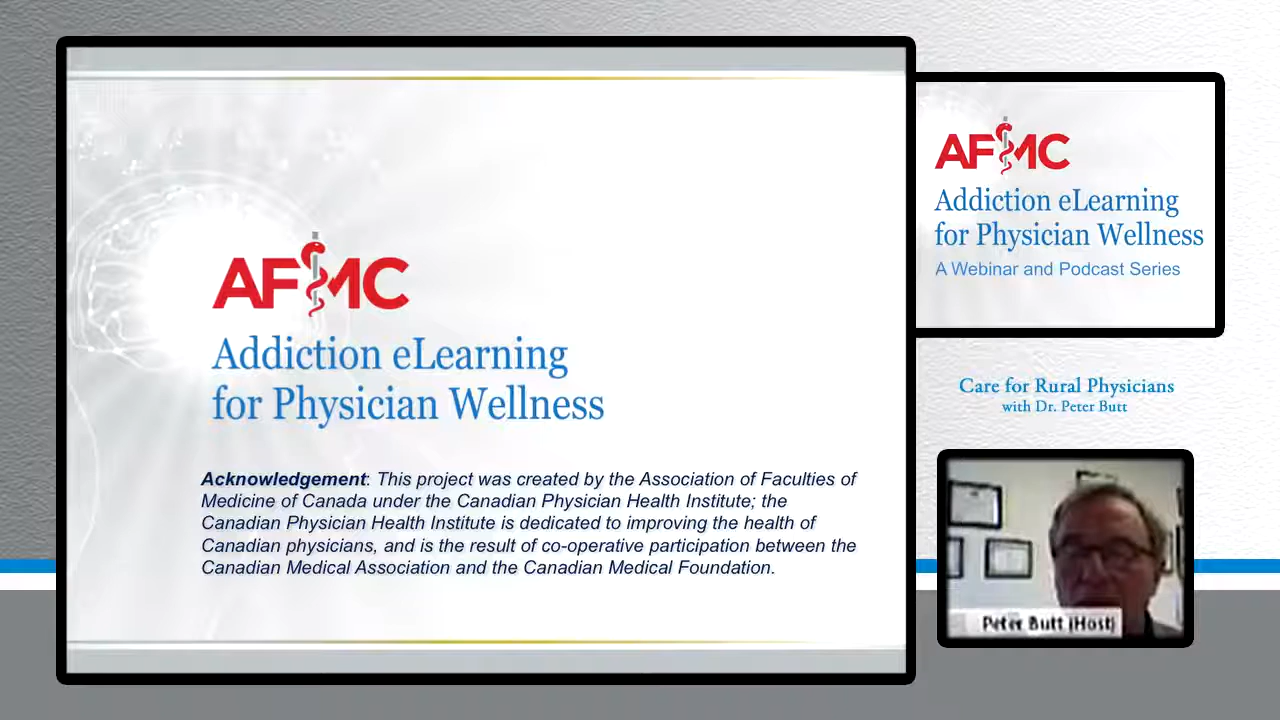 AFMC
Addiction eLearning
for Physician Wellness
Acknowledgement: This project was created by the Association of Faculties of
Medicine of Canada under the Canadian Physician Health Institute; the
Canadian Physician Health Institute is dedicated to improving the health of
Canadian physicians, and is the result of co-operative participation between the
Canadian Medical Association and the Canadian Medical Foundation.
AFMC
Addiction eLearning
for Physician Wellness
A Webinar and Podcast Series
Care for Rural Physicians
with Dr. Peter Butt
Peter Butt (Host)